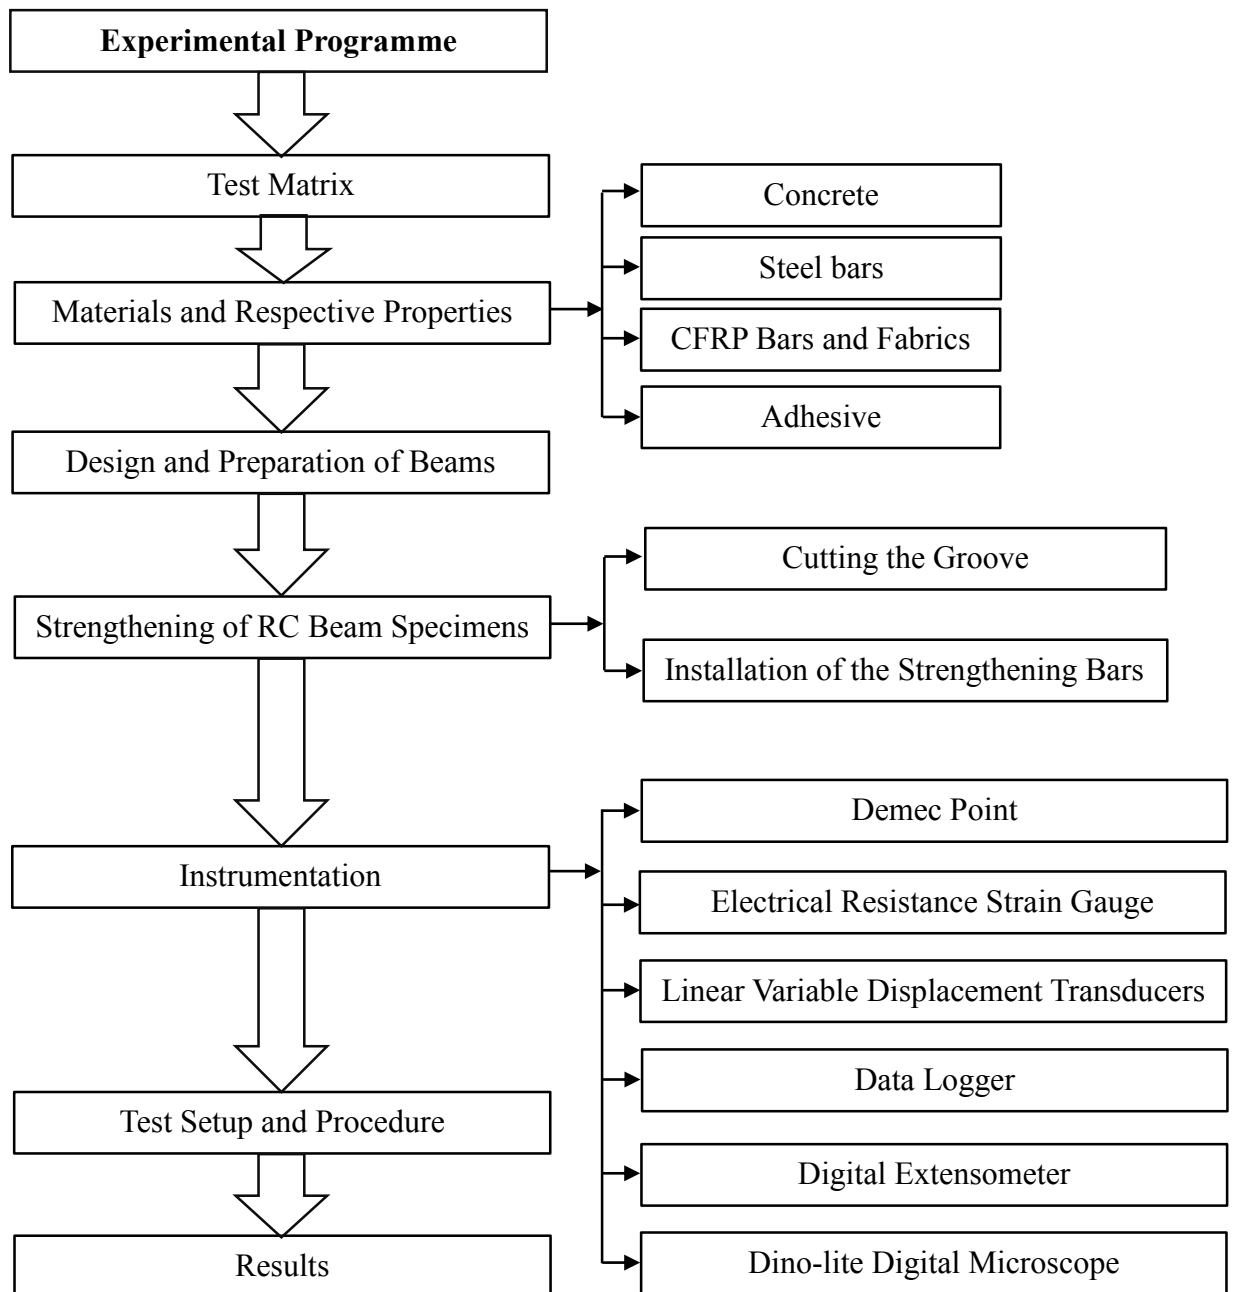 Experimental Programme
Test Matrix
Materials and Respective Properties
Concrete
Steel bars
CFRP Bars and Fabrics
Adhesive
Design and Preparation of Beams
Strengthening of RC Beam Specimens
Cutting the Groove
Installation of the Strengthening Bars
Instrumentation
Demec Point
Electrical Resistance Strain Gauge
Linear Variable Displacement Transducers
Data Logger
Digital Extensometer
Dino-lite Digital Microscope
Test Setup and Procedure
Results